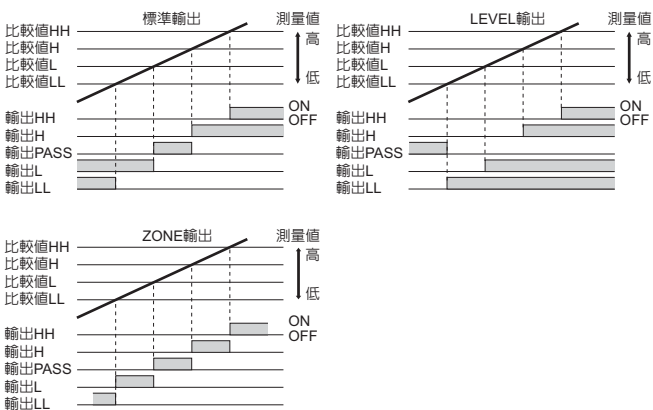 標準輸出
測量值
比較值HH
比較值H
比較值L
比較值LL
高
低
輸出HH
輸出H
輸出PASS
輸出L
輸出LL
ON
OFF
LEVEL輸出
測量值
比較值HH
比較值H
比較值L
比較值LL
高
低
輸出HH
輸出H
輸出PASS
輸出L
輸出LL
ON
OFF
ZONE輸出
測量值
比較值HH
比較值H
比較值L
比較值LL
高
低
輸出HH
輸出H
輸出PASS
輸出L
輸出LL
ON
OFF